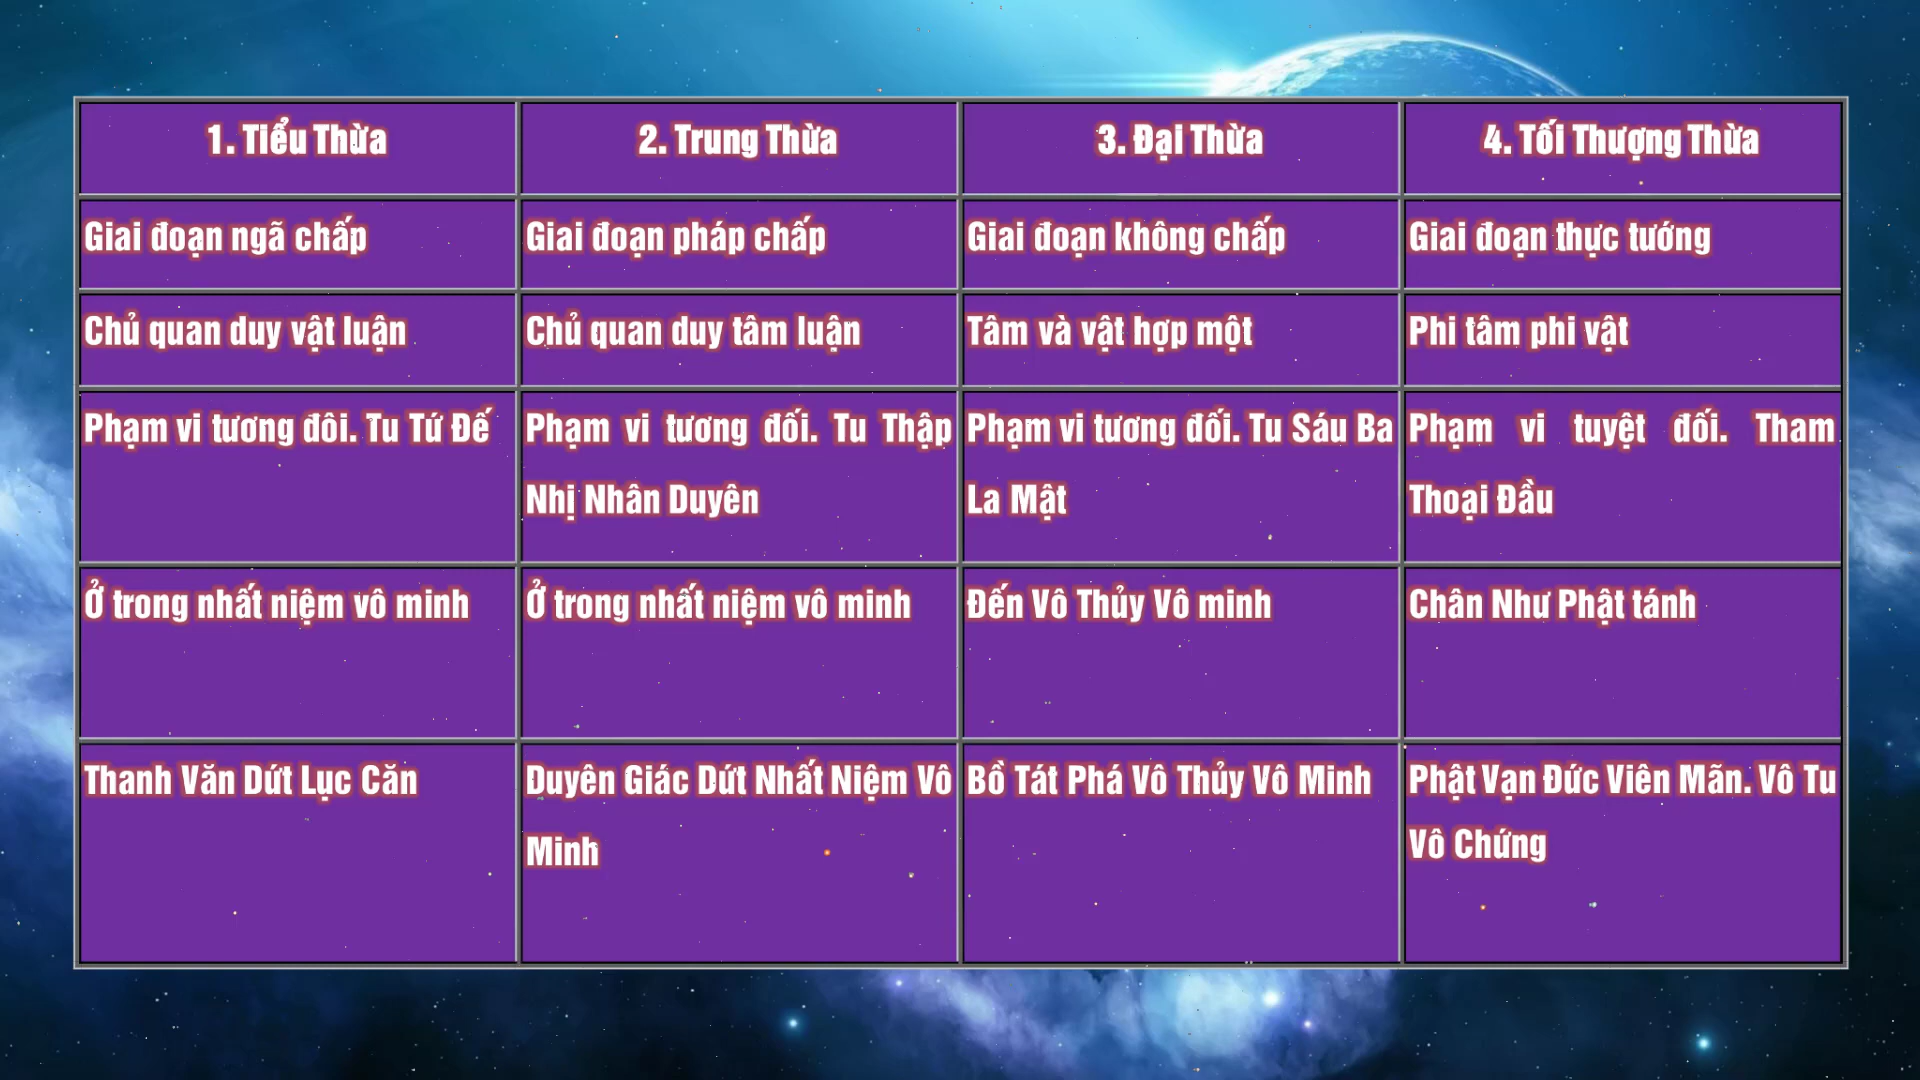 1. Tiểu Thừa
2. Trung Thừa
3. Đại Thừa
4. Tối Thượng Thừa
Giai đoạn ngã chấp
Giai đoạn pháp chấp
Giai đoạn không chấp
Giai đoạn thực tướng
Chủ quan duy vật luận
Chủ quan duy tâm luận
Tâm và vật hợp một
Phi tâm phi vật
Phạm vi tương đôi. Tu Tứ Đế
Phạm vi tương đối. Tu Thập
Nhị Nhân Duyên
Phạm vi tương đối. Tu Sáu Ba
La Mật
Phạm vi tuyệt đối. Tham
Thoại Đầu
Ở trong nhất niệm vô minh
Ở trong nhất niệm vô minh
Đến Vô Thủy Vô minh
Chân Như Phật tánh
Thanh Văn Dứt Lục Căn
Duyên Giác Dứt Nhất Niệm Vô
Minh
Bồ Tát Phá Vô Thủy Vô Minh
Phật Vạn Đức Viên Mãn. Vô Tu
Vô Chứng